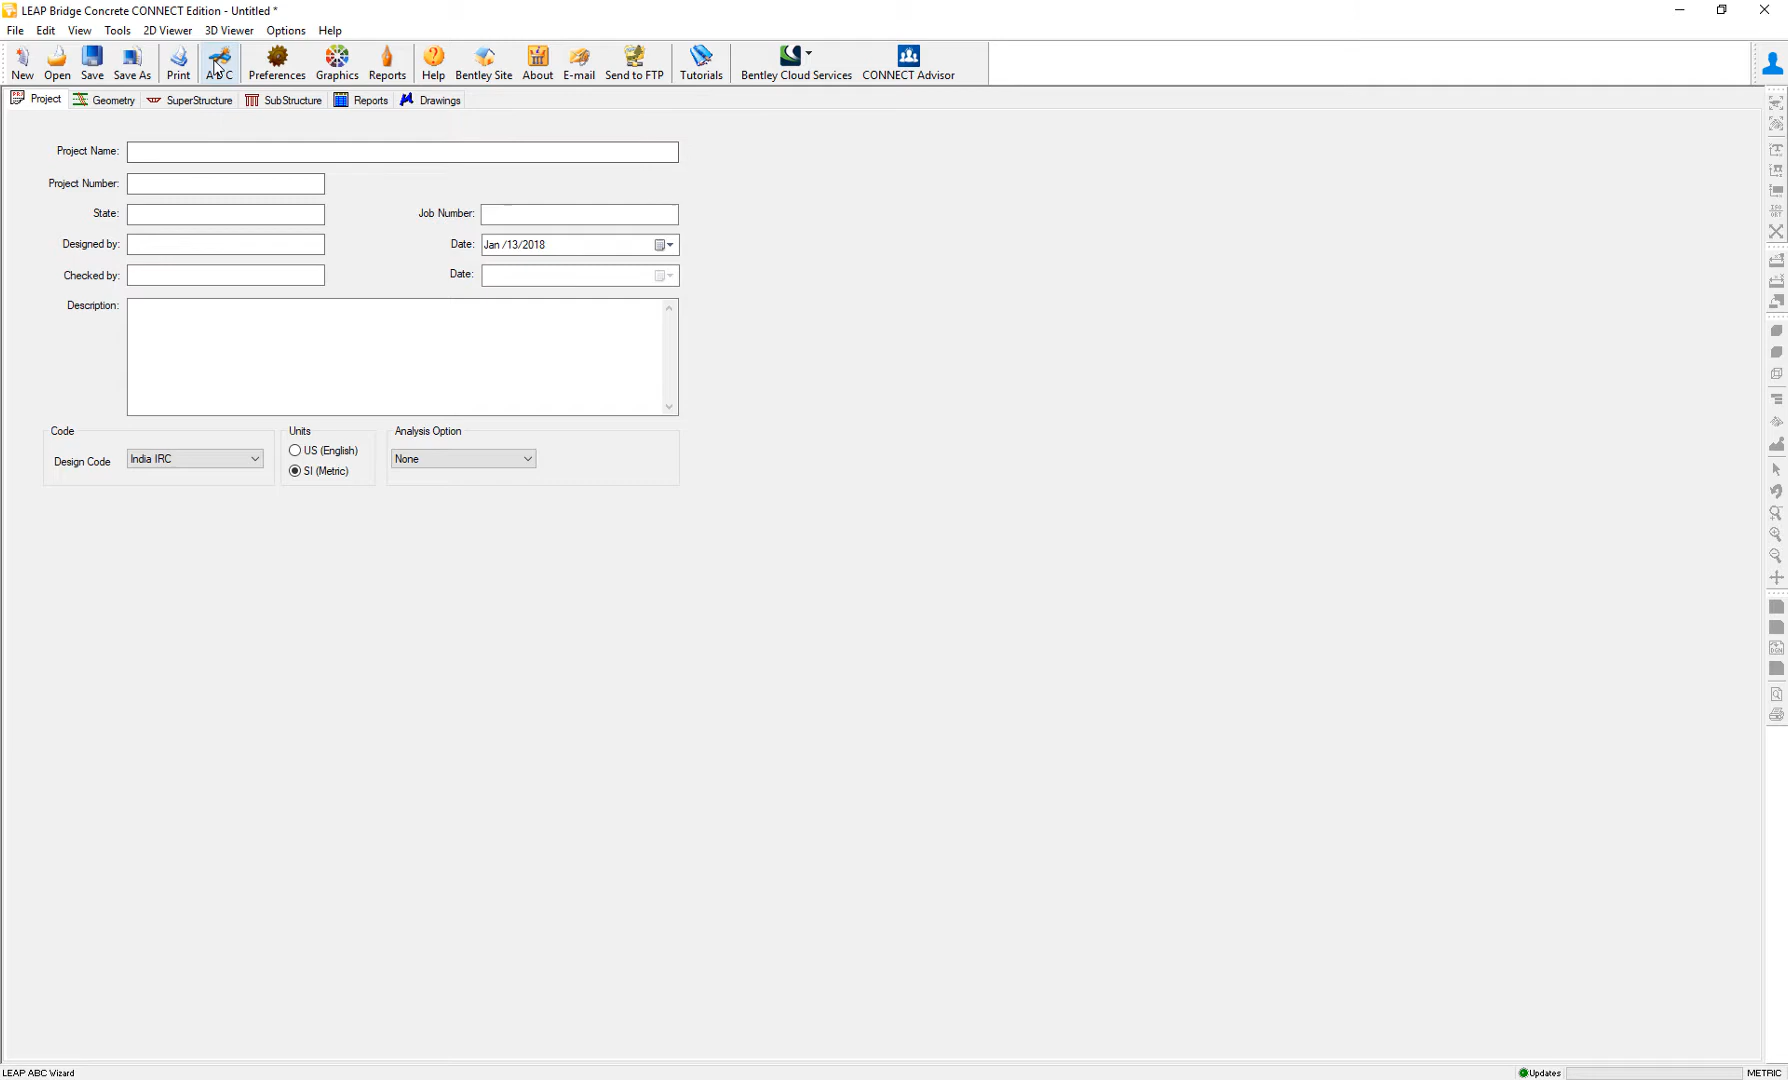 LEAP Bridge Concrete CONNECT Edition - Untitled *
File Edit View Tools 2D Viewer 3D Viewer Options Help
New Open Save Save As Print Preferences Graphics Reports Help Bentley Site About E-mail Send to FTP Tutorials Bentley Cloud Services CONNECT Advisor
Project Geometry SuperStructure SubStructure Reports Drawings
Project Name:
Project Number:
State: Job Number:
Designed by: Date: Jan /13/2018
Checked by: Date:
Description:
Code Units Analysis Option
US (English)
Design Code India IRC None
SI (Metric)
LEAP ABC Wizard Updates METRIC